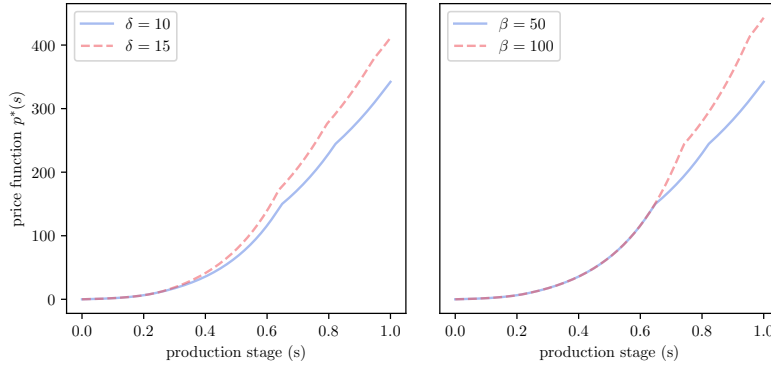 δ = 10
δ = 15
β = 50
β = 100
price function p*(s)
400
300
200
100
0
0.0 0.2 0.4 0.6 0.8 1.0
0.0 0.2 0.4 0.6 0.8 1.0
production stage (s)
production stage (s)